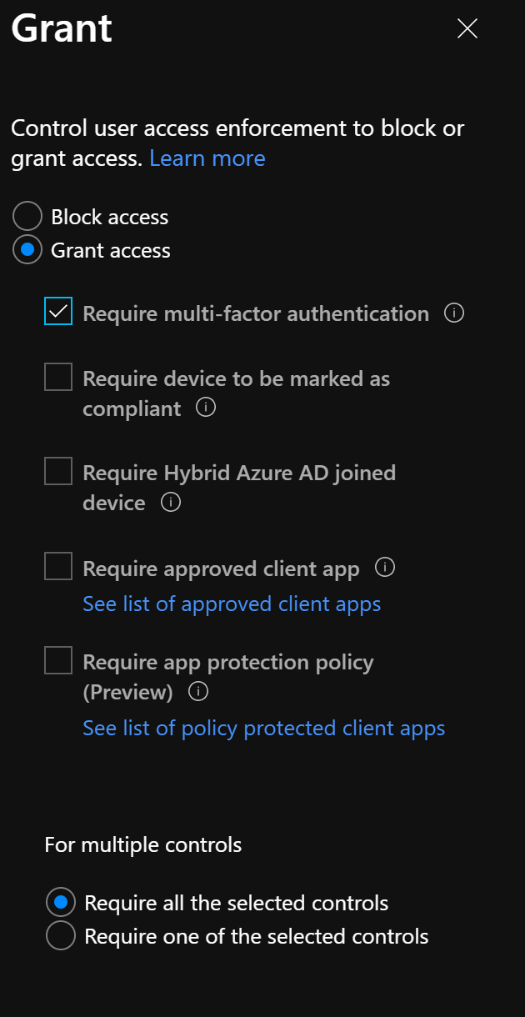 Grant
Control user access enforcement to block or
grant access. Learn more
Block access
Grant access
Require multi-factor authentication
Require device to be marked as
compliant
Require Hybrid Azure AD joined
device
Require approved client app
See list of approved client apps
Require app protection policy
(Preview)
See list of policy protected client apps
For multiple controls
Require all the selected controls
Require one of the selected controls